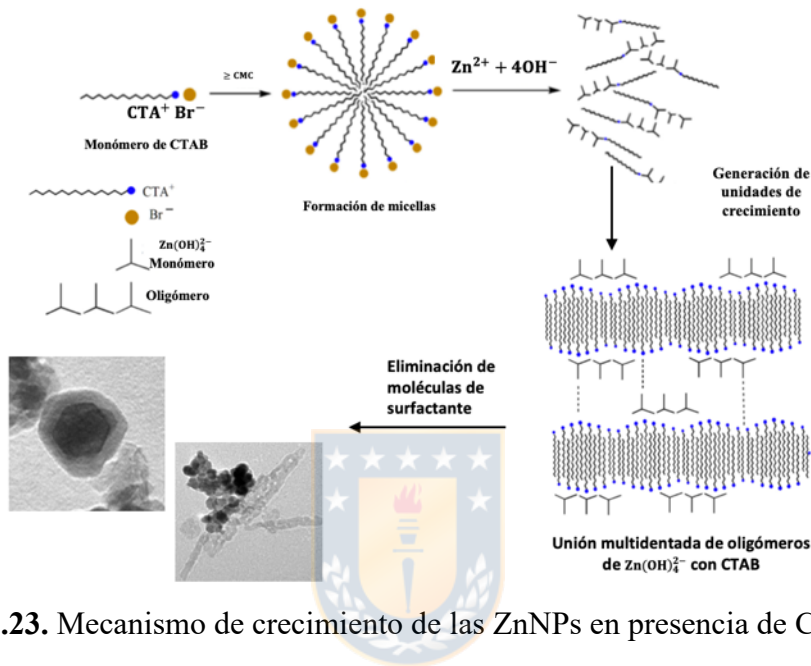 ≥ CMC
Zn²⁺ + 4OH⁻
CTA⁺ Br⁻
Monómero de CTAB
Formación de micellas
Generación de
unidades de
crecimiento
CTA⁺
Br⁻
Zn(OH)₄²⁻
Monómero
Oligómero
Eliminación de
moléculas de
surfactante
Unión multidentada de oligómeros
de Zn(OH)₄²⁻ con CTAB
.23. Mecanismo de crecimiento de las ZnNPs en presencia de